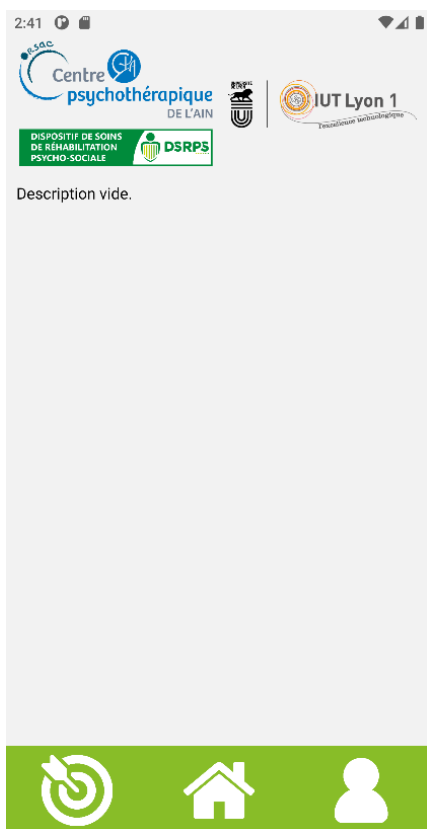 2:41
ORSAC
Centre
psychothérapique
DE L'AIN
DISPOSITIF DE SOINS
DE RÉHABILITATION
PSYCHO-SOCIALE
DSRPS
IUT Lyon 1
Description vide.